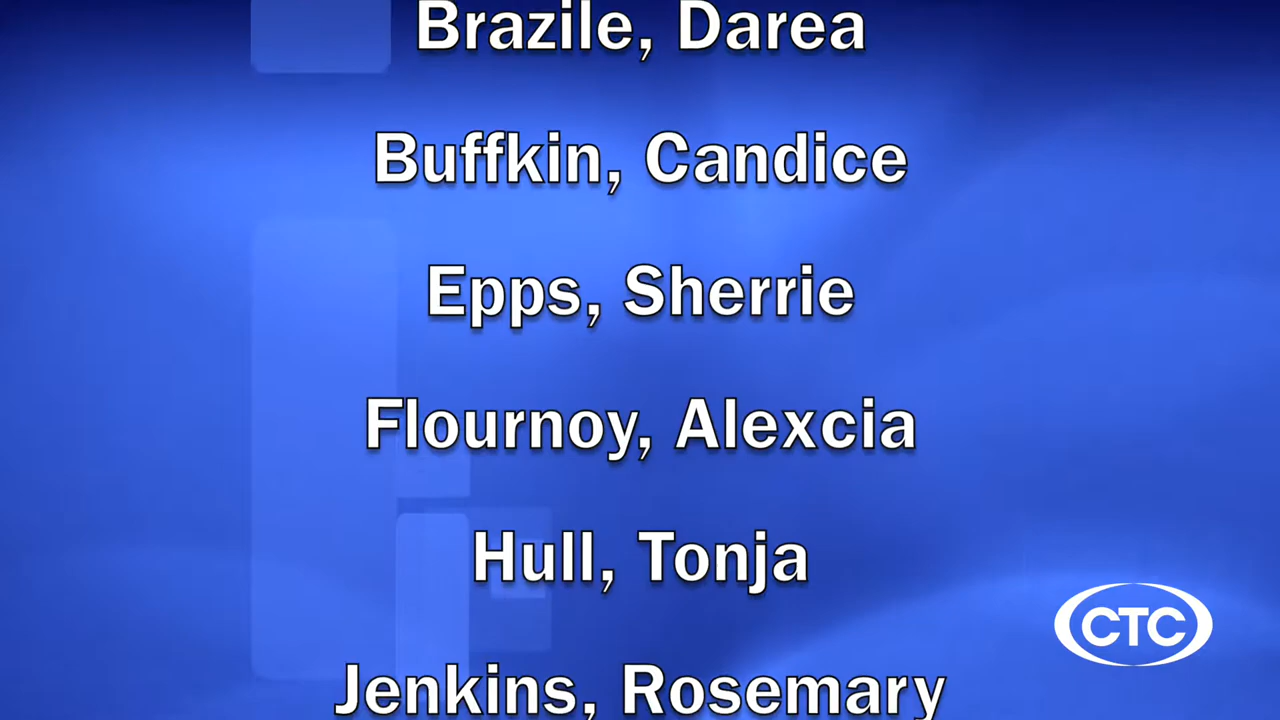 Brazile, Darea
Buffkin, Candice
Epps, Sherrie
Flournoy, Alexcia
Hull, Tonja
CTC
Jenkins, Rosemary